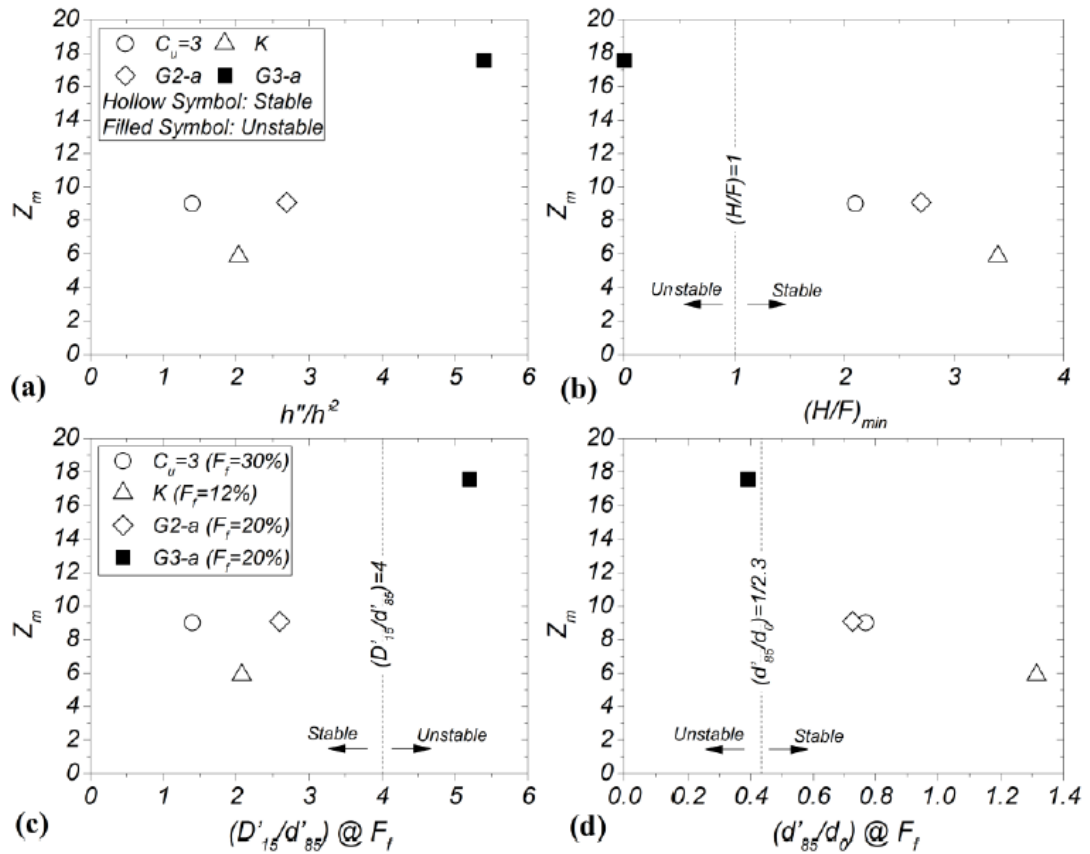 20
18
16
14
12
10
8
6
4
2
0
Z_m
C_u=3 K
G2-a G3-a
Hollow Symbol: Stable
Filled Symbol: Unstable
0 1 2 3 4 5 6
(a)
h"/h'²
20
18
16
14
12
10
8
6
4
2
0
Z_m
(H/F)=1
Unstable Stable
0 1 2 3 4
(b)
(H/F)_min
20
18
16
14
12
10
8
6
4
2
0
Z_m
C_u=3 (F_f=30%)
K (F_f=12%)
G2-a (F_f=20%)
G3-a (F_f=20%)
(D'_15/d'_85)=4
Stable Unstable
0 1 2 3 4 5 6
(c)
(D'_15/d'_85) @ F_f
20
18
16
14
12
10
8
6
4
2
0
Z_m
(d'_85/d_0)=1/2.3
Unstable Stable
0.0 0.2 0.4 0.6 0.8 1.0 1.2 1.4
(d)
(d'_85/d_0) @ F_f